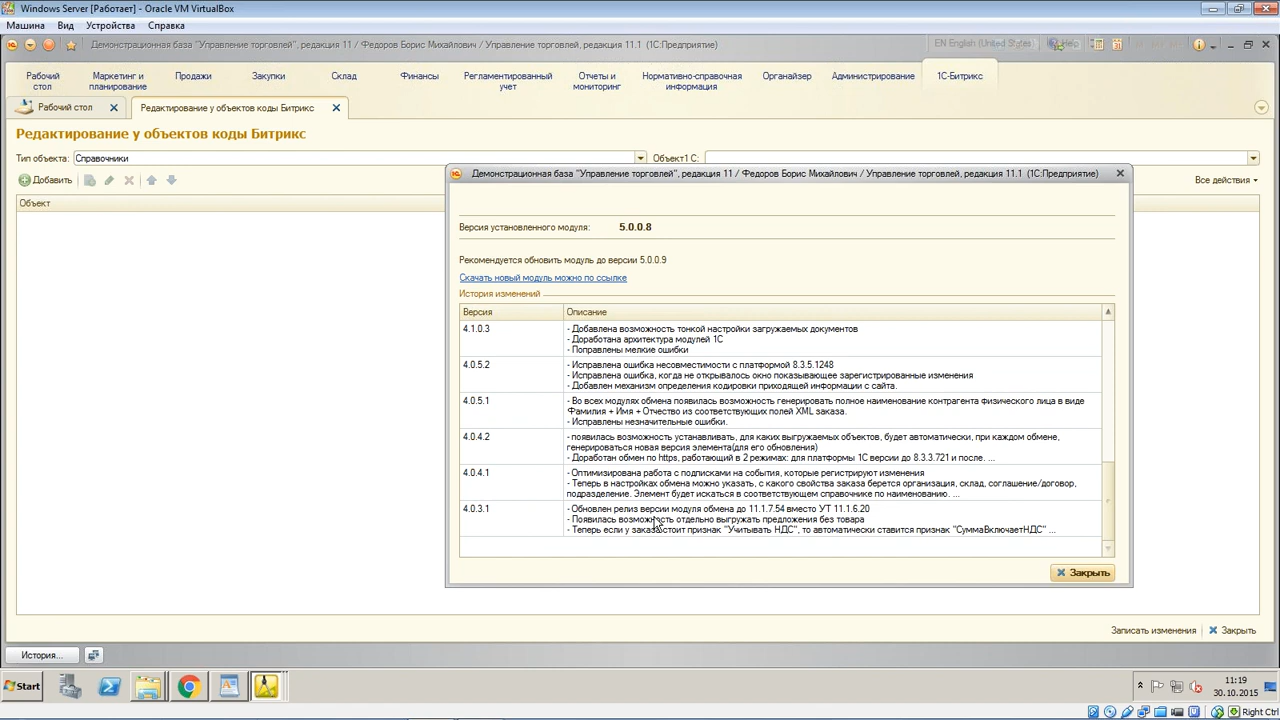 Windows Server [Работает] - Oracle VM VirtualBox
Машина Вид Устройства Справка
Демонстрационная база "Управление торговлей", редакция 11 / Федоров Борис Михайлович / Управление торговлей, редакция 11.1 (1С:Предприятие)
EN English (United States) Help
Рабочий стол
Маркетинг и планирование
Продажи
Закупки
Склад
Финансы
Регламентированный учет
Отчеты и мониторинг
Нормативно-справочная информация
Органайзер
Администрирование
1С-Битрикс
Рабочий стол
Редактирование у объектов коды Битрикс
Редактирование у объектов коды Битрикс
Тип объекта: Справочники
Объект1 С:
Добавить
Все действия
Объект
Демонстрационная база "Управление торговлей", редакция 11 / Федоров Борис Михайлович / Управление торговлей, редакция 11.1 (1С:Предприятие)
Версия установленного модуля: 5.0.0.8
Рекомендуется обновить модуль до версии 5.0.0.9
Скачать новый модуль можно по ссылке
История изменений
Версия Описание
4.1.0.3 - Добавлена возможность тонкой настройки загружаемых документов
- Доработана архитектура модулей 1С
- Поправлены мелкие ошибки
4.0.5.2 - Исправлена ошибка несовместимости с платформой 8.3.5.1248
- Исправлена ошибка, когда не открывалось окно показывающее зарегистрированные изменения
- Добавлен механизм определения кодировки приходящей информации с сайта.
4.0.5.1 - Во всех модулях обмена появилась возможность генерировать полное наименование контрагента физического лица в виде
Фамилия + Имя + Отчество из соответствующих полей XML заказа.
- Исправлены незначительные ошибки.
4.0.4.2 - появилась возможность устанавливать, для каких выгружаемых объектов, будет автоматически, при каждом обмене,
генерироваться новая версия элемента(для его обновления)
- Доработан обмен по https, работающий в 2 режимах: для платформы 1С версии до 8.3.3.721 и после. ...
4.0.4.1 - Оптимизирована работа с подписками на события, которые регистрируют изменения
- Теперь в настройках обмена можно указать, с какого свойства заказа берется организация, склад, соглашение/договор,
подразделение. Элемент будет искаться в соответствующем справочнике по наименованию. ...
4.0.3.1 - Обновлен релиз версии модуля обмена до 11.1.7.54 вместо УТ 11.1.6.20
- Появилась возможность отдельно выгружать предложения без товара
- Теперь если у заказа стоит признак "Учитывать НДС", то автоматически ставится признак "СуммаВключаетНДС" ...
Закрыть
Записать изменения Закрыть
История...
Start
11:19
30.10.2015
Right Ctrl